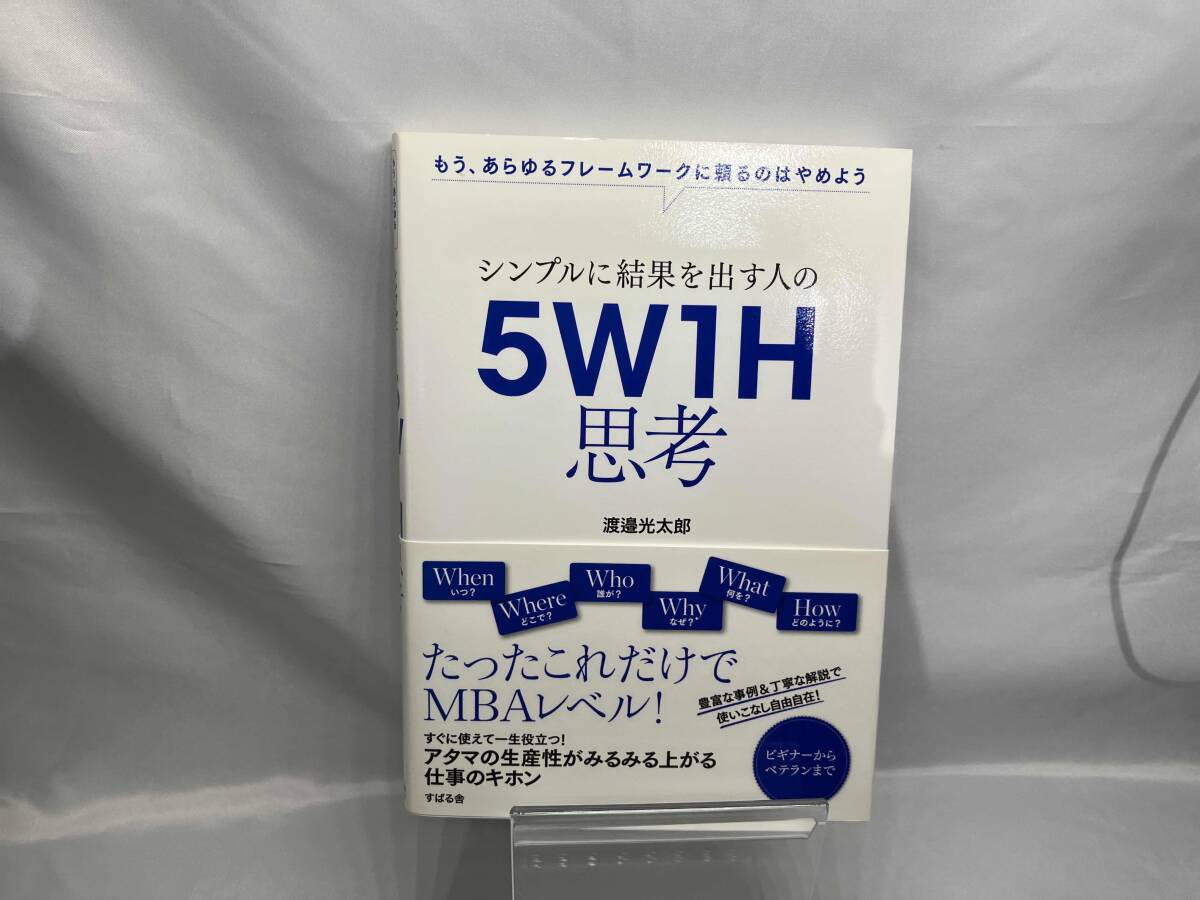 もう、あらゆるフレームワークに頼るのはやめよう
シンプルに結果を出す人の
5W1H
思考
渡邉光太郎
When
いつ?
Where
どこで?
Who
誰が?
Why
なぜ?
What
何を?
How
どのように?
たったこれだけで
MBAレベル!
豊富な事例&丁寧な解説で
使いこなし自由自在!
すぐに使えて一生役立つ!
アタマの生産性がみるみる上がる
仕事のキホン
すばる舎
ビギナーから
ベテランまで